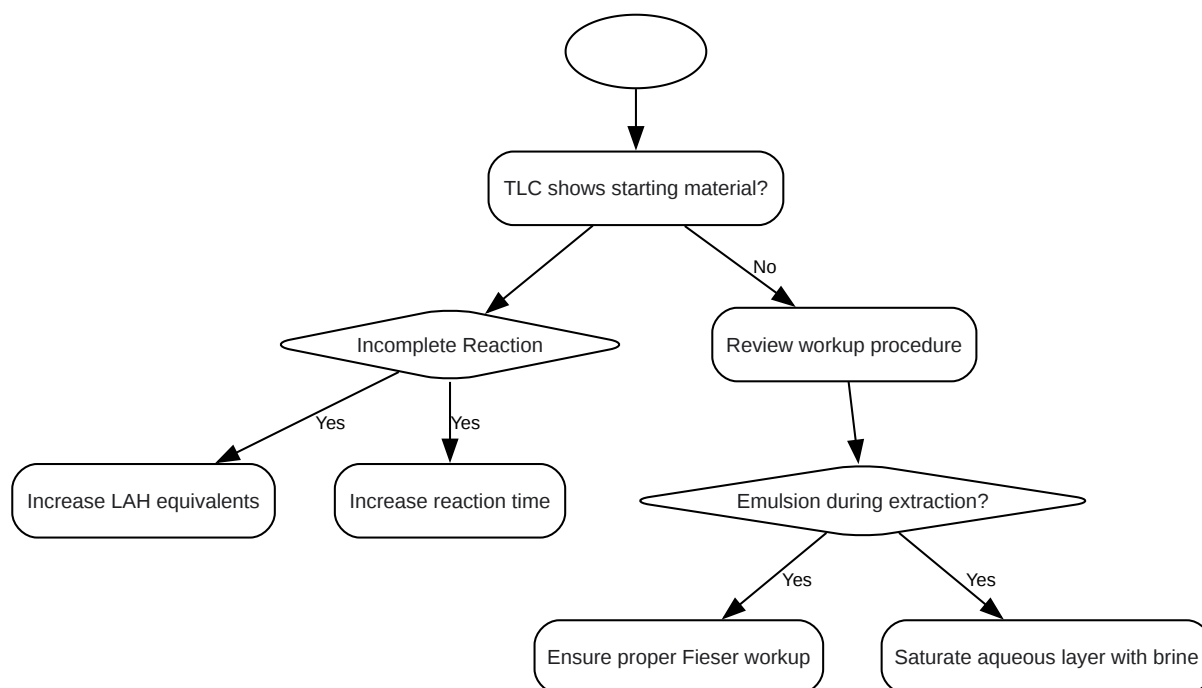 TLC shows starting material?
No
Incomplete Reaction
Review workup procedure
Yes
Yes
Increase LAH equivalents
Increase reaction time
Emulsion during extraction?
Yes
Yes
Ensure proper Fieser workup
Saturate aqueous layer with brine